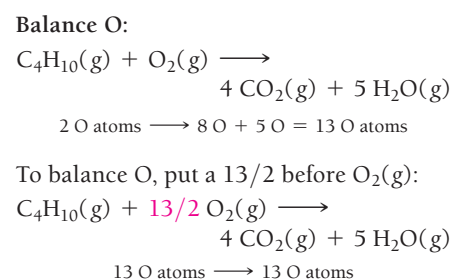 Balance O:
C₄H₁₀(g) + O₂(g) ⟶
4 CO₂(g) + 5 H₂O(g)
2 O atoms ⟶ 8 O + 5 O = 13 O atoms
To balance O, put a 13/2 before O₂(g):
C₄H₁₀(g) + 13/2 O₂(g) ⟶
4 CO₂(g) + 5 H₂O(g)
13 O atoms ⟶ 13 O atoms